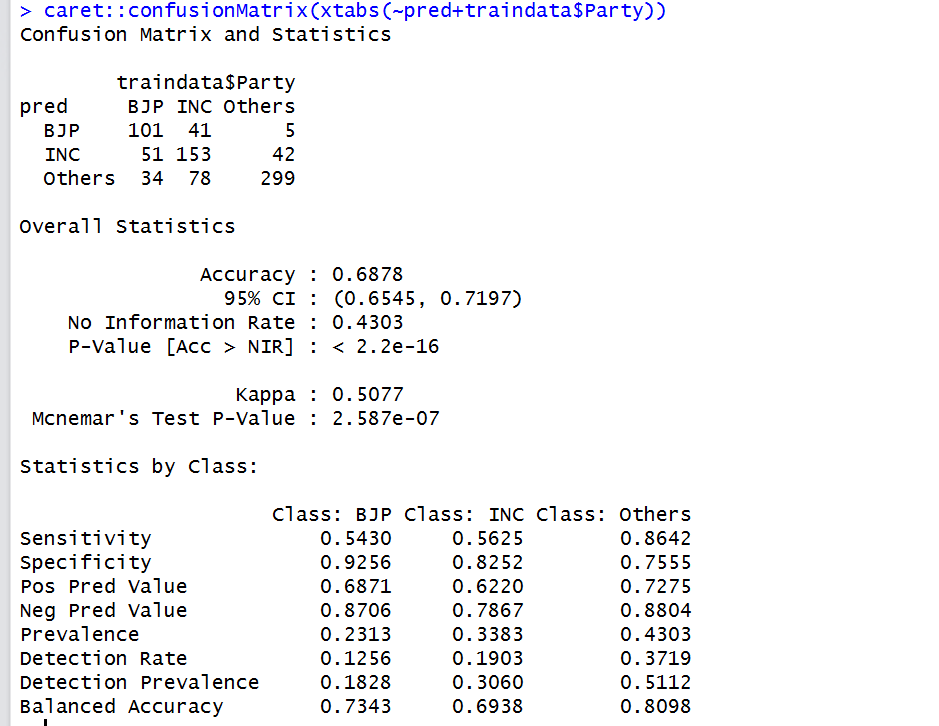 > caret::confusionMatrix(xtabs(~pred+traindata$Party))
Confusion Matrix and Statistics
traindata$Party
pred BJP INC Others
BJP 101 41 5
INC 51 153 42
Others 34 78 299
Overall Statistics
Accuracy : 0.6878
95% CI : (0.6545, 0.7197)
No Information Rate : 0.4303
P-Value [Acc > NIR] : < 2.2e-16
Kappa : 0.5077
Mcnemar's Test P-Value : 2.587e-07
Statistics by Class:
Class: BJP Class: INC Class: Others
Sensitivity 0.5430 0.5625 0.8642
Specificity 0.9256 0.8252 0.7555
Pos Pred Value 0.6871 0.6220 0.7275
Neg Pred Value 0.8706 0.7867 0.8804
Prevalence 0.2313 0.3383 0.4303
Detection Rate 0.1256 0.1903 0.3719
Detection Prevalence 0.1828 0.3060 0.5112
Balanced Accuracy 0.7343 0.6938 0.8098